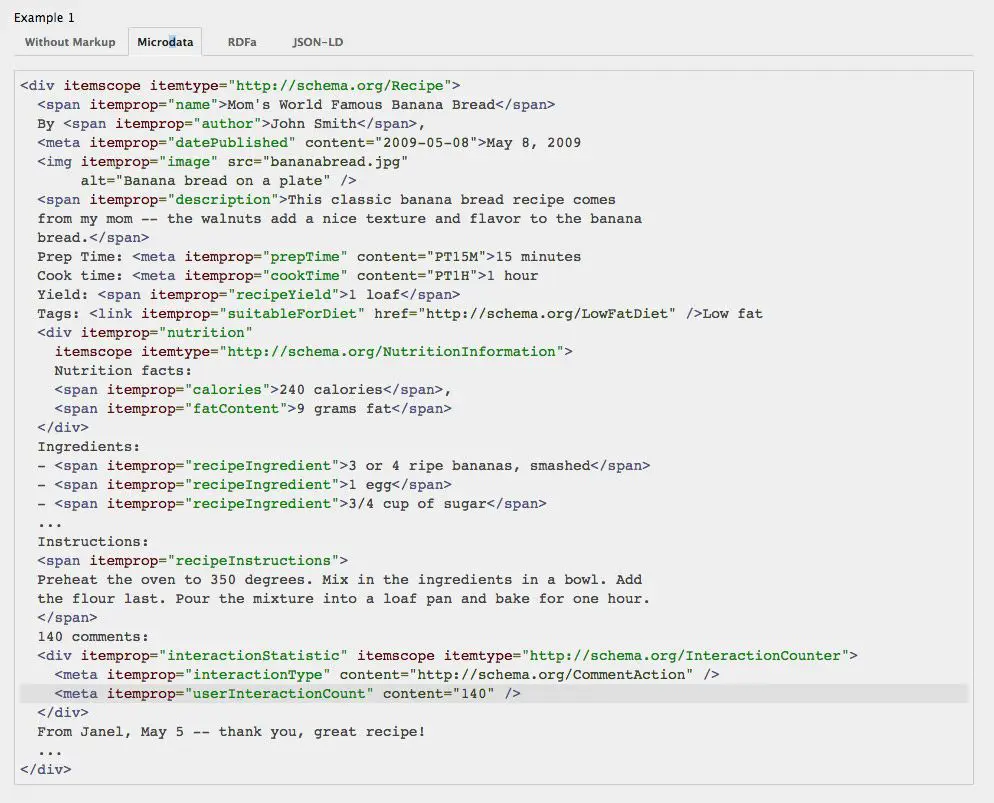 Example 1
Without Markup Microdata RDFa JSON-LD
<div itemscope itemtype="http://schema.org/Recipe">
  <span itemprop="name">Mom's World Famous Banana Bread</span>
  By <span itemprop="author">John Smith</span>,
  <meta itemprop="datePublished" content="2009-05-08">May 8, 2009
  <img itemprop="image" src="bananabread.jpg"
       alt="Banana bread on a plate" />
  <span itemprop="description">This classic banana bread recipe comes
  from my mom -- the walnuts add a nice texture and flavor to the banana
  bread.</span>
  Prep Time: <meta itemprop="prepTime" content="PT15M">15 minutes
  Cook time: <meta itemprop="cookTime" content="PT1H">1 hour
  Yield: <span itemprop="recipeYield">1 loaf</span>
  Tags: <link itemprop="suitableForDiet" href="http://schema.org/LowFatDiet" />Low fat
  <div itemprop="nutrition"
    itemscope itemtype="http://schema.org/NutritionInformation">
    Nutrition facts:
    <span itemprop="calories">240 calories</span>,
    <span itemprop="fatContent">9 grams fat</span>
  </div>
  Ingredients:
  - <span itemprop="recipeIngredient">3 or 4 ripe bananas, smashed</span>
  - <span itemprop="recipeIngredient">1 egg</span>
  - <span itemprop="recipeIngredient">3/4 cup of sugar</span>
  ...
  Instructions:
  <span itemprop="recipeInstructions">
  Preheat the oven to 350 degrees. Mix in the ingredients in a bowl. Add
  the flour last. Pour the mixture into a loaf pan and bake for one hour.
  </span>
  140 comments:
  <div itemprop="interactionStatistic" itemscope itemtype="http://schema.org/InteractionCounter">
    <meta itemprop="interactionType" content="http://schema.org/CommentAction" />
    <meta itemprop="userInteractionCount" content="140" />
  </div>
  From Janel, May 5 -- thank you, great recipe!
  ...
</div>